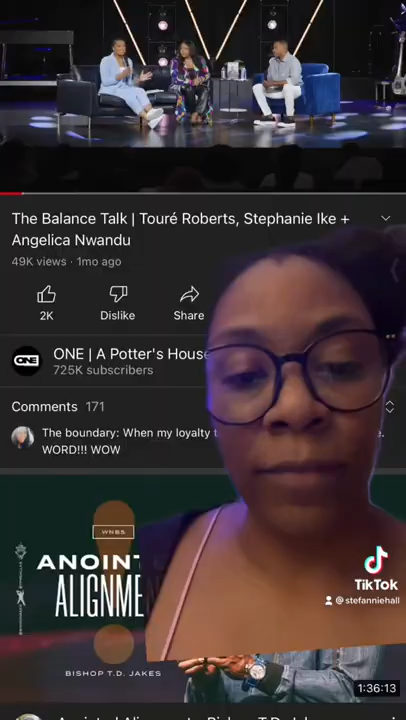 The Balance Talk | Touré Roberts, Stephanie Ike +
Angelica Nwandu
49K views · 1mo ago
2K
Dislike
Share
ONE
ONE | A Potter's House
725K subscribers
Comments 171
The boundary: When my loyalty
WORD!!! WOW
WNBS
ANOINT
ALIGNME
BISHOP T.D. JAKES
TikTok
@stefanniehall
1:36:13